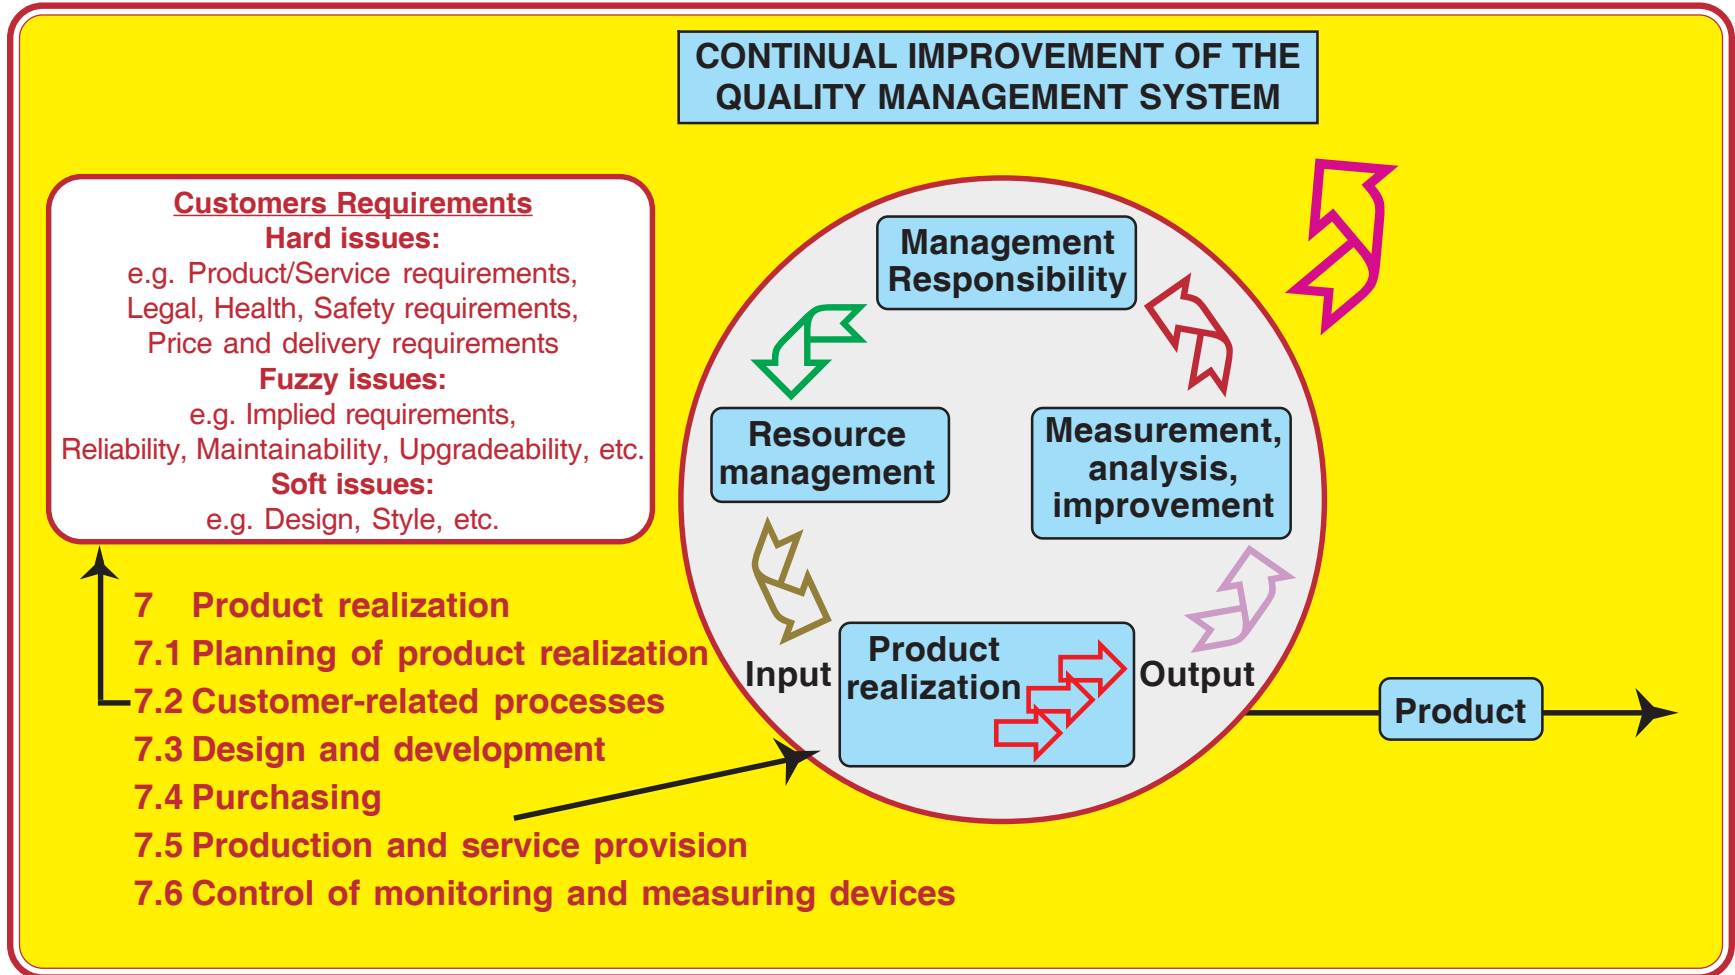 CONTINUAL IMPROVEMENT OF THE
QUALITY MANAGEMENT SYSTEM
Customers Requirements
Hard issues:
e.g. Product/Service requirements,
Legal, Health, Safety requirements,
Price and delivery requirements
Fuzzy issues:
e.g. Implied requirements,
Reliability, Maintainability, Upgradeability, etc.
Soft issues:
e.g. Design, Style, etc.
Management
Responsibility
Resource
management
Measurement,
analysis,
improvement
Input
Product
realization
Output
Product
7 Product realization
7.1 Planning of product realization
7.2 Customer-related processes
7.3 Design and development
7.4 Purchasing
7.5 Production and service provision
7.6 Control of monitoring and measuring devices